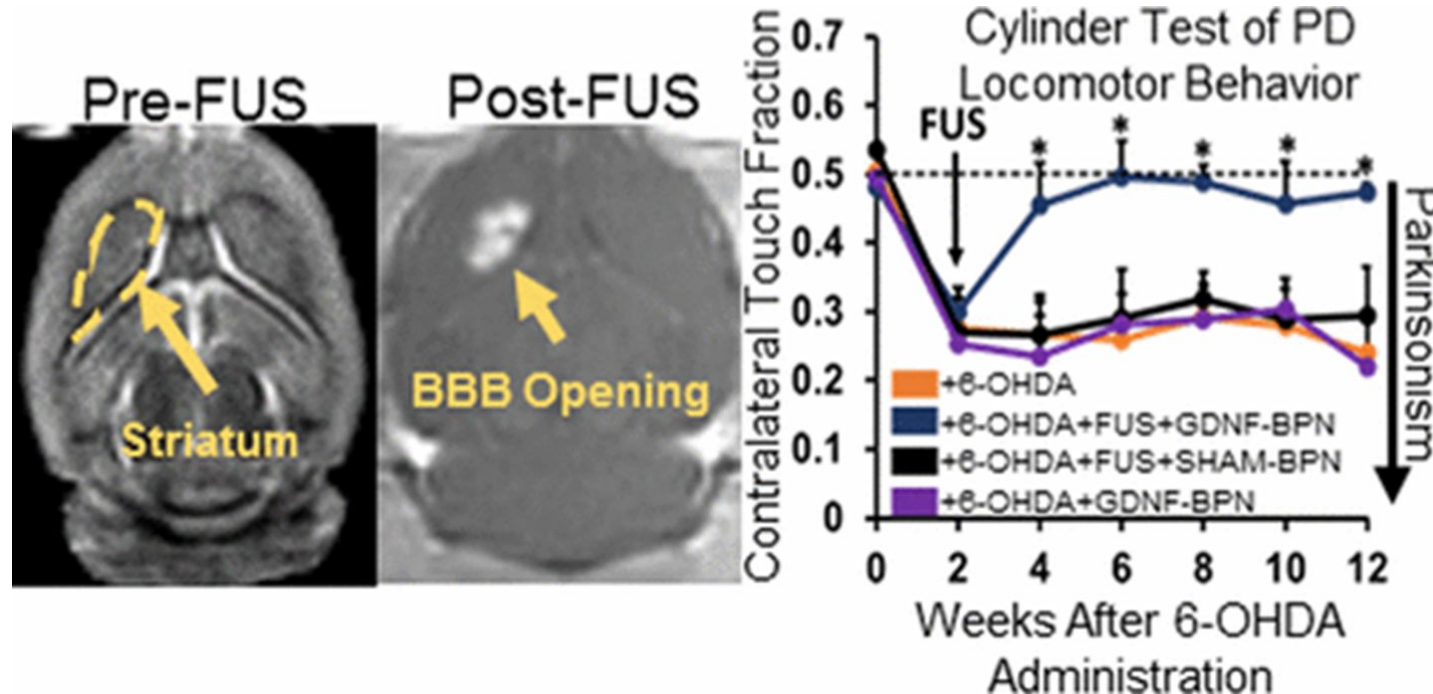 Pre-FUS
Post-FUS
Striatum
BBB Opening
Cylinder Test of PD
Locomotor Behavior
Contralateral Touch Fraction
0.7
0.6
0.5
0.4
0.3
0.2
0.1
0
FUS
*
*
*
*
*
+6-OHDA
+6-OHDA+FUS+GDNF-BPN
+6-OHDA+FUS+SHAM-BPN
+6-OHDA+GDNF-BPN
Parkinsonism
0 2 4 6 8 10 12
Weeks After 6-OHDA
Administration